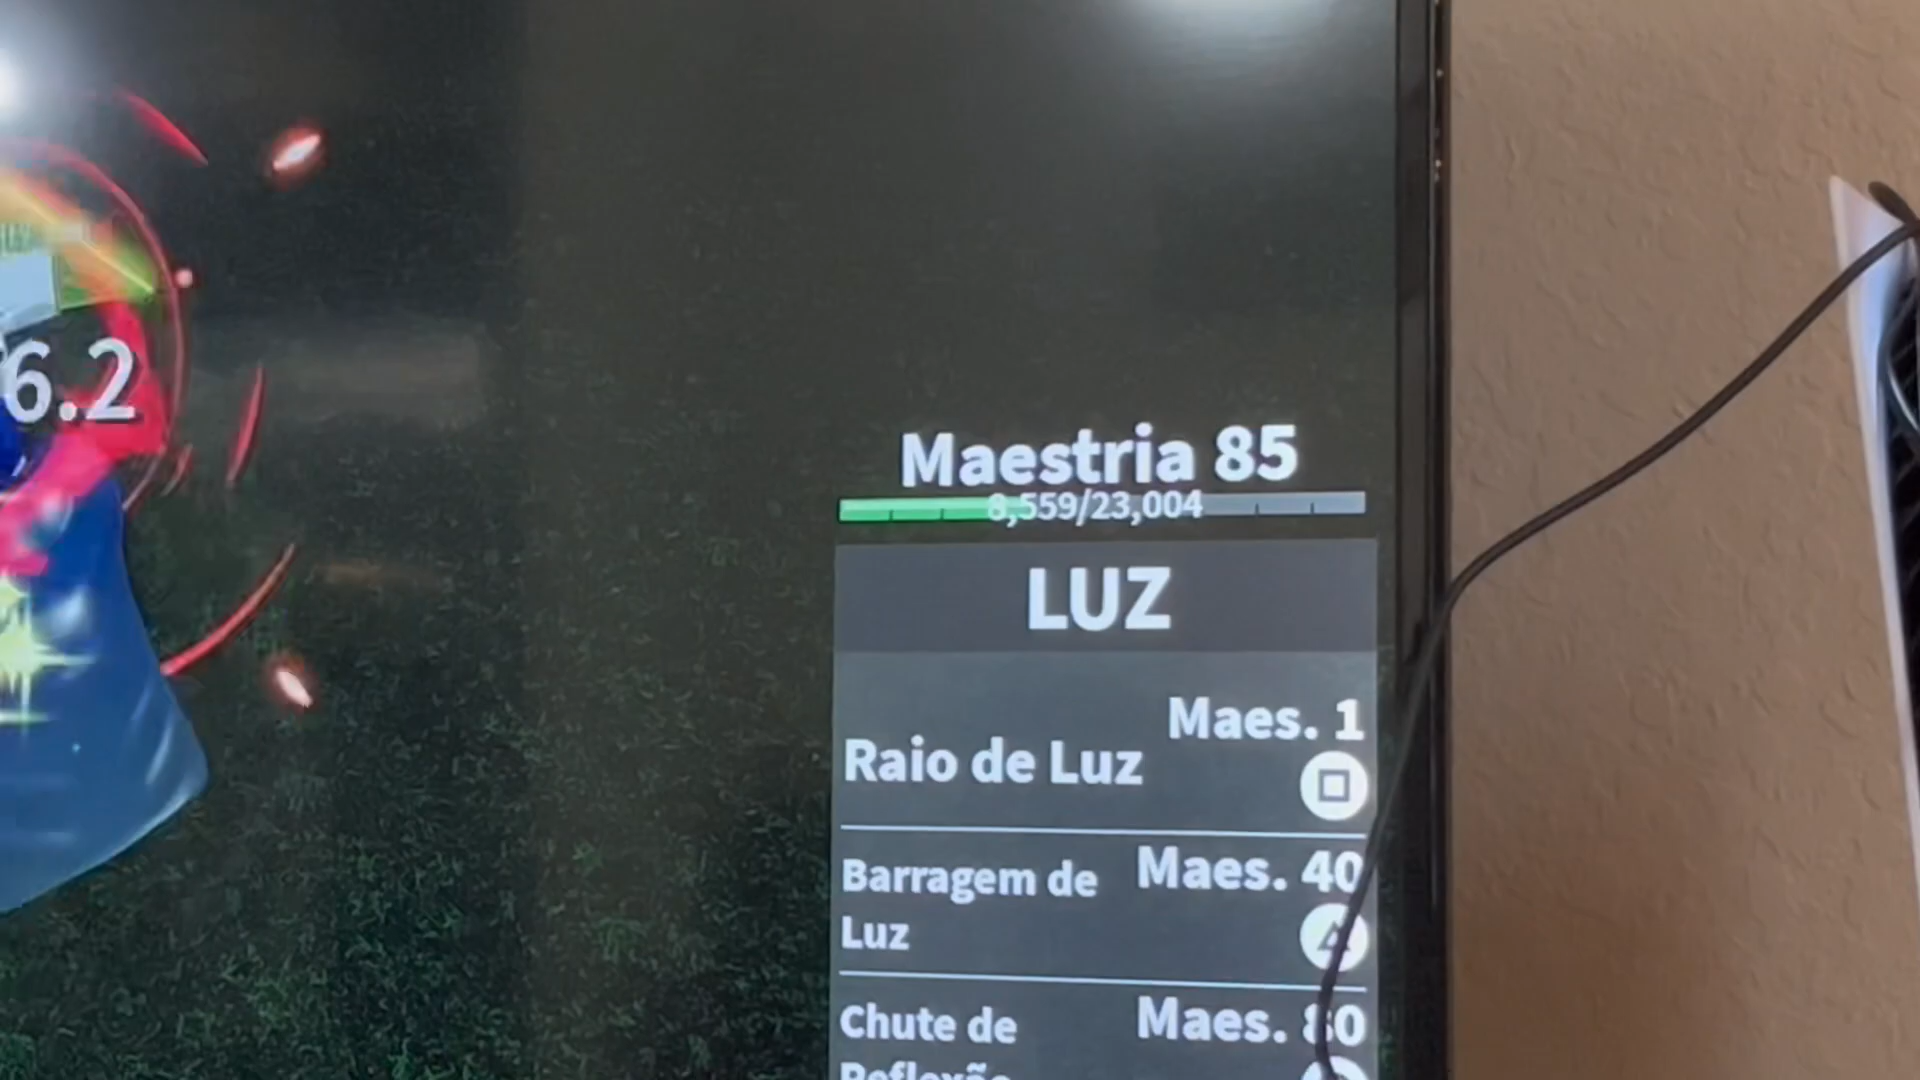 6.2
Maestria 85
8,559/23,004
LUZ
Maes. 1
Raio de Luz
Barragem de Maes. 40
Luz
Chute de Maes. 80
Reflexão